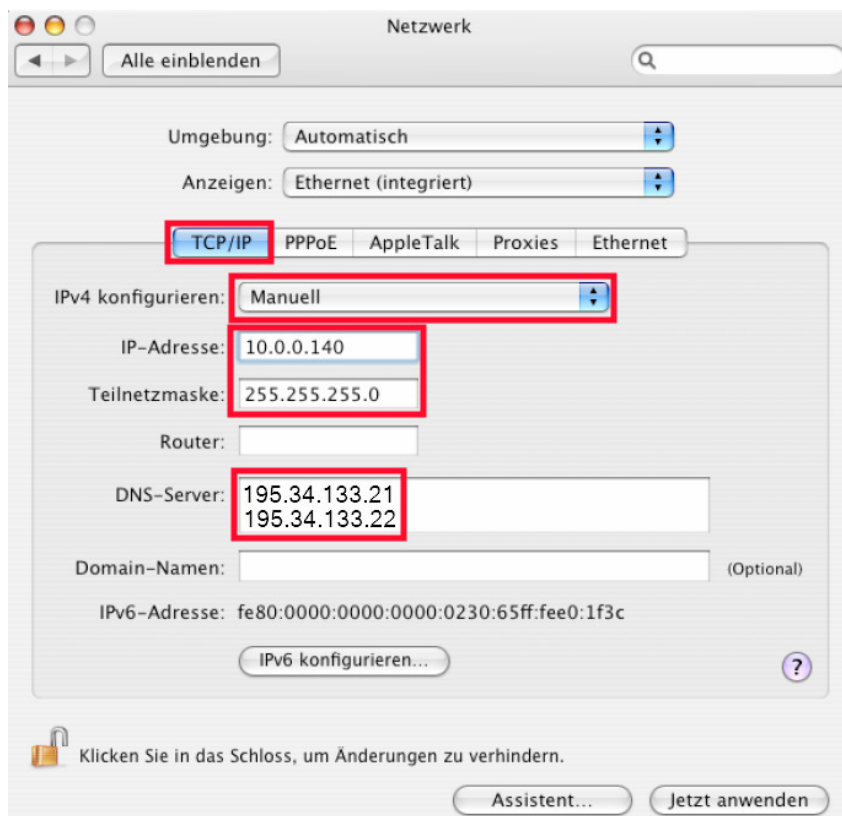 Netzwerk
Alle einblenden
Umgebung: Automatisch
Anzeigen: Ethernet (integriert)
TCP/IP PPPoE AppleTalk Proxies Ethernet
IPv4 konfigurieren: Manuell
IP-Adresse: 10.0.0.140
Teilnetzmaske: 255.255.255.0
Router:
DNS-Server: 195.34.133.21
195.34.133.22
Domain-Namen: (Optional)
IPv6-Adresse: fe80:0000:0000:0000:0230:65ff:fee0:1f3c
IPv6 konfigurieren...
?
Klicken Sie in das Schloss, um Änderungen zu verhindern.
Assistent... Jetzt anwenden